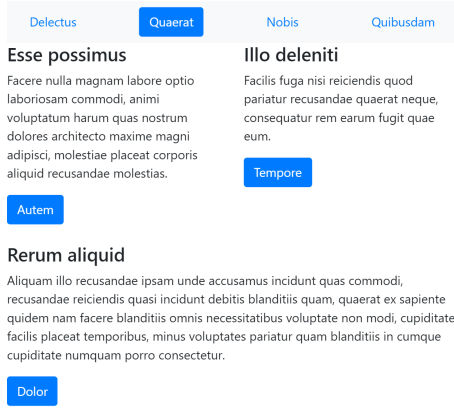 Delectus Quaerat Nobis Quibusdam
Esse possimus
Facere nulla magnam labore optio
laboriosam commodi, animi
voluptatum harum quas nostrum
dolores architecto maxime magni
adipisci, molestiae placeat corporis
aliquid recusandae molestias.
Autem
Illo deleniti
Facilis fuga nisi reiciendis quod
pariatur recusandae quaerat neque,
consequatur rem earum fugit quae
eum.
Tempore
Rerum aliquid
Aliquam illo recusandae ipsam unde accusamus incidunt quas commodi,
recusandae reiciendis quasi incidunt debitis blanditiis quam, quaerat ex sapiente
quidem nam facere blanditiis omnis necessitatibus voluptate non modi, cupiditate
facilis placeat temporibus, minus voluptates pariatur quam blanditiis in cumque
cupiditate numquam porro consectetur.
Dolor